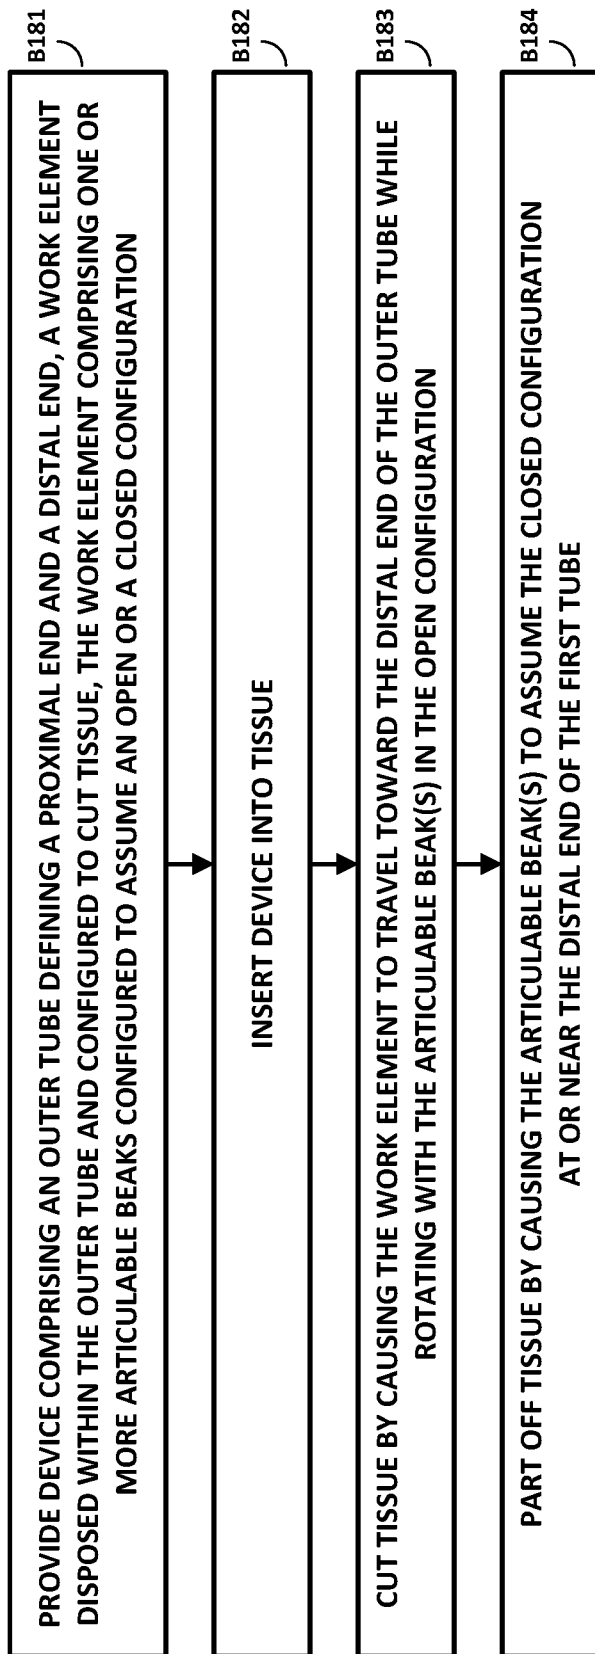 B181
PROVIDE DEVICE COMPRISING AN OUTER TUBE DEFINING A PROXIMAL END AND A DISTAL END, A WORK ELEMENT
DISPOSED WITHIN THE OUTER TUBE AND CONFIGURED TO CUT TISSUE, THE WORK ELEMENT COMPRISING ONE OR
MORE ARTICULABLE BEAKS CONFIGURED TO ASSUME AN OPEN OR A CLOSED CONFIGURATION
B182
INSERT DEVICE INTO TISSUE
B183
CUT TISSUE BY CAUSING THE WORK ELEMENT TO TRAVEL TOWARD THE DISTAL END OF THE OUTER TUBE WHILE
ROTATING WITH THE ARTICULABLE BEAK(S) IN THE OPEN CONFIGURATION
B184
PART OFF TISSUE BY CAUSING THE ARTICULABLE BEAK(S) TO ASSUME THE CLOSED CONFIGURATION
AT OR NEAR THE DISTAL END OF THE FIRST TUBE